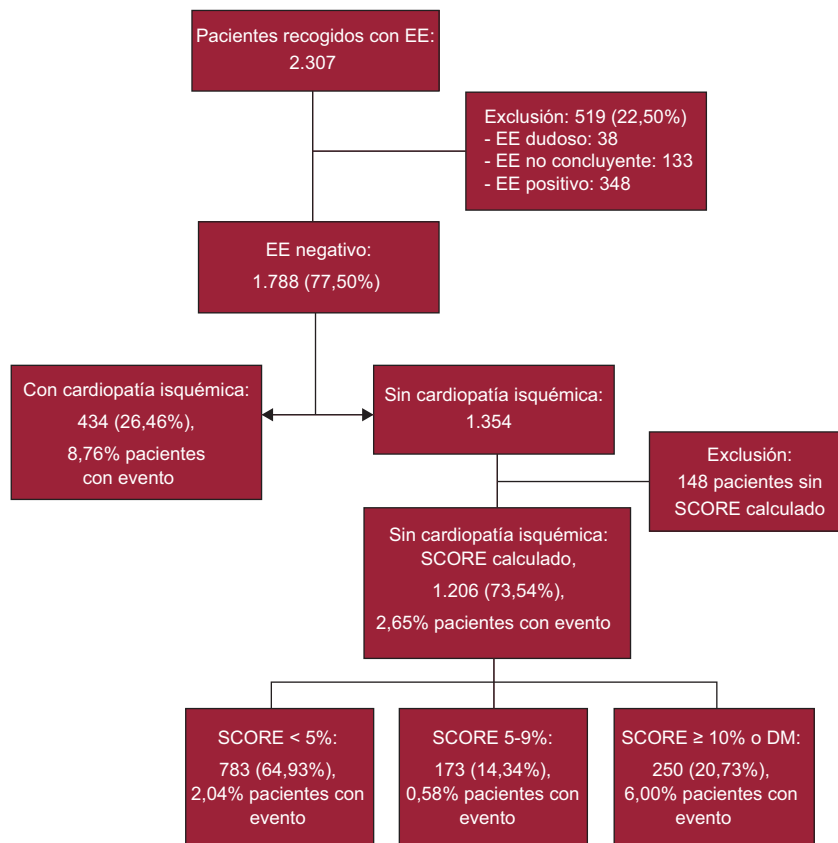 Pacientes recogidos con EE:
2.307
Exclusión: 519 (22,50%)
- EE dudoso: 38
- EE no concluyente: 133
- EE positivo: 348
EE negativo:
1.788 (77,50%)
Con cardiopatía isquémica:
434 (26,46%),
8,76% pacientes
con evento
Sin cardiopatía isquémica:
1.354
Exclusión:
148 pacientes sin
SCORE calculado
Sin cardiopatía isquémica:
SCORE calculado,
1.206 (73,54%),
2,65% pacientes con evento
SCORE < 5%:
783 (64,93%),
2,04% pacientes con
evento
SCORE 5-9%:
173 (14,34%),
0,58% pacientes con
evento
SCORE ≥ 10% o DM:
250 (20,73%),
6,00% pacientes con
evento